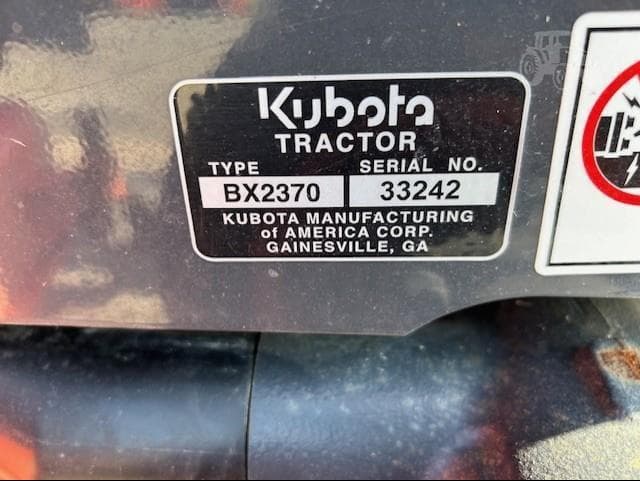 Kubota
TRACTOR
TYPE SERIAL NO.
BX2370 33242
KUBOTA MANUFACTURING
of AMERICA CORP.
GAINESVILLE, GA